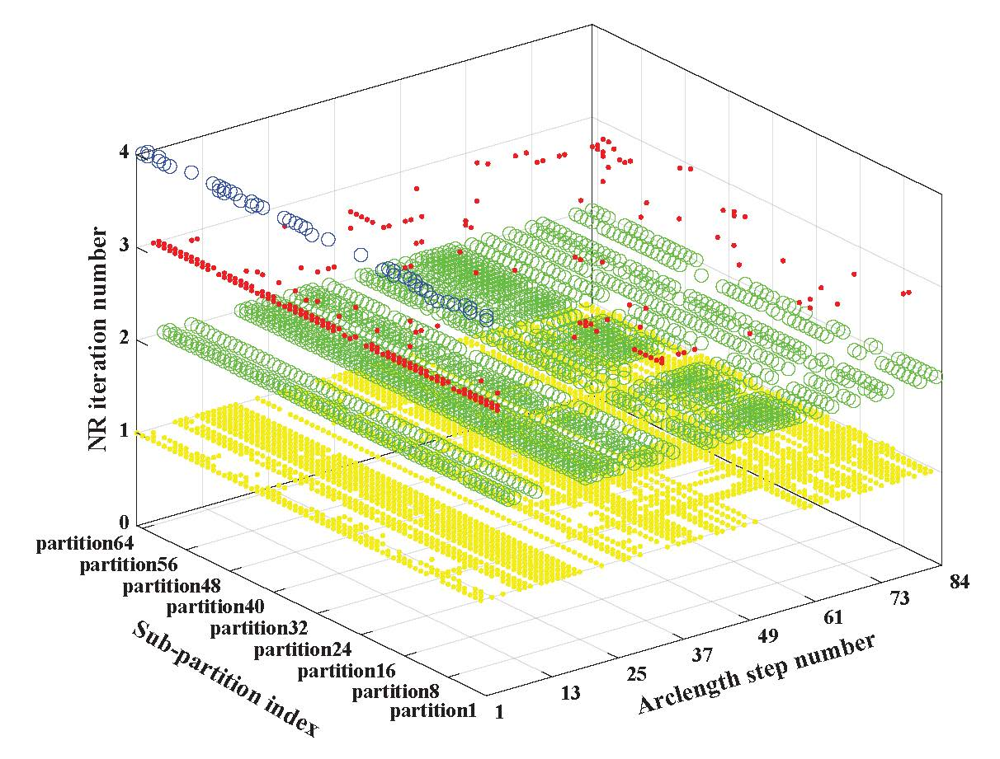 4
3
2
1
0
NR iteration number
partition64
partition56
partition48
partition40
partition32
partition24
partition16
partition8
partition1
Sub-partition index
1
13
25
37
49
61
73
84
Arclength step number